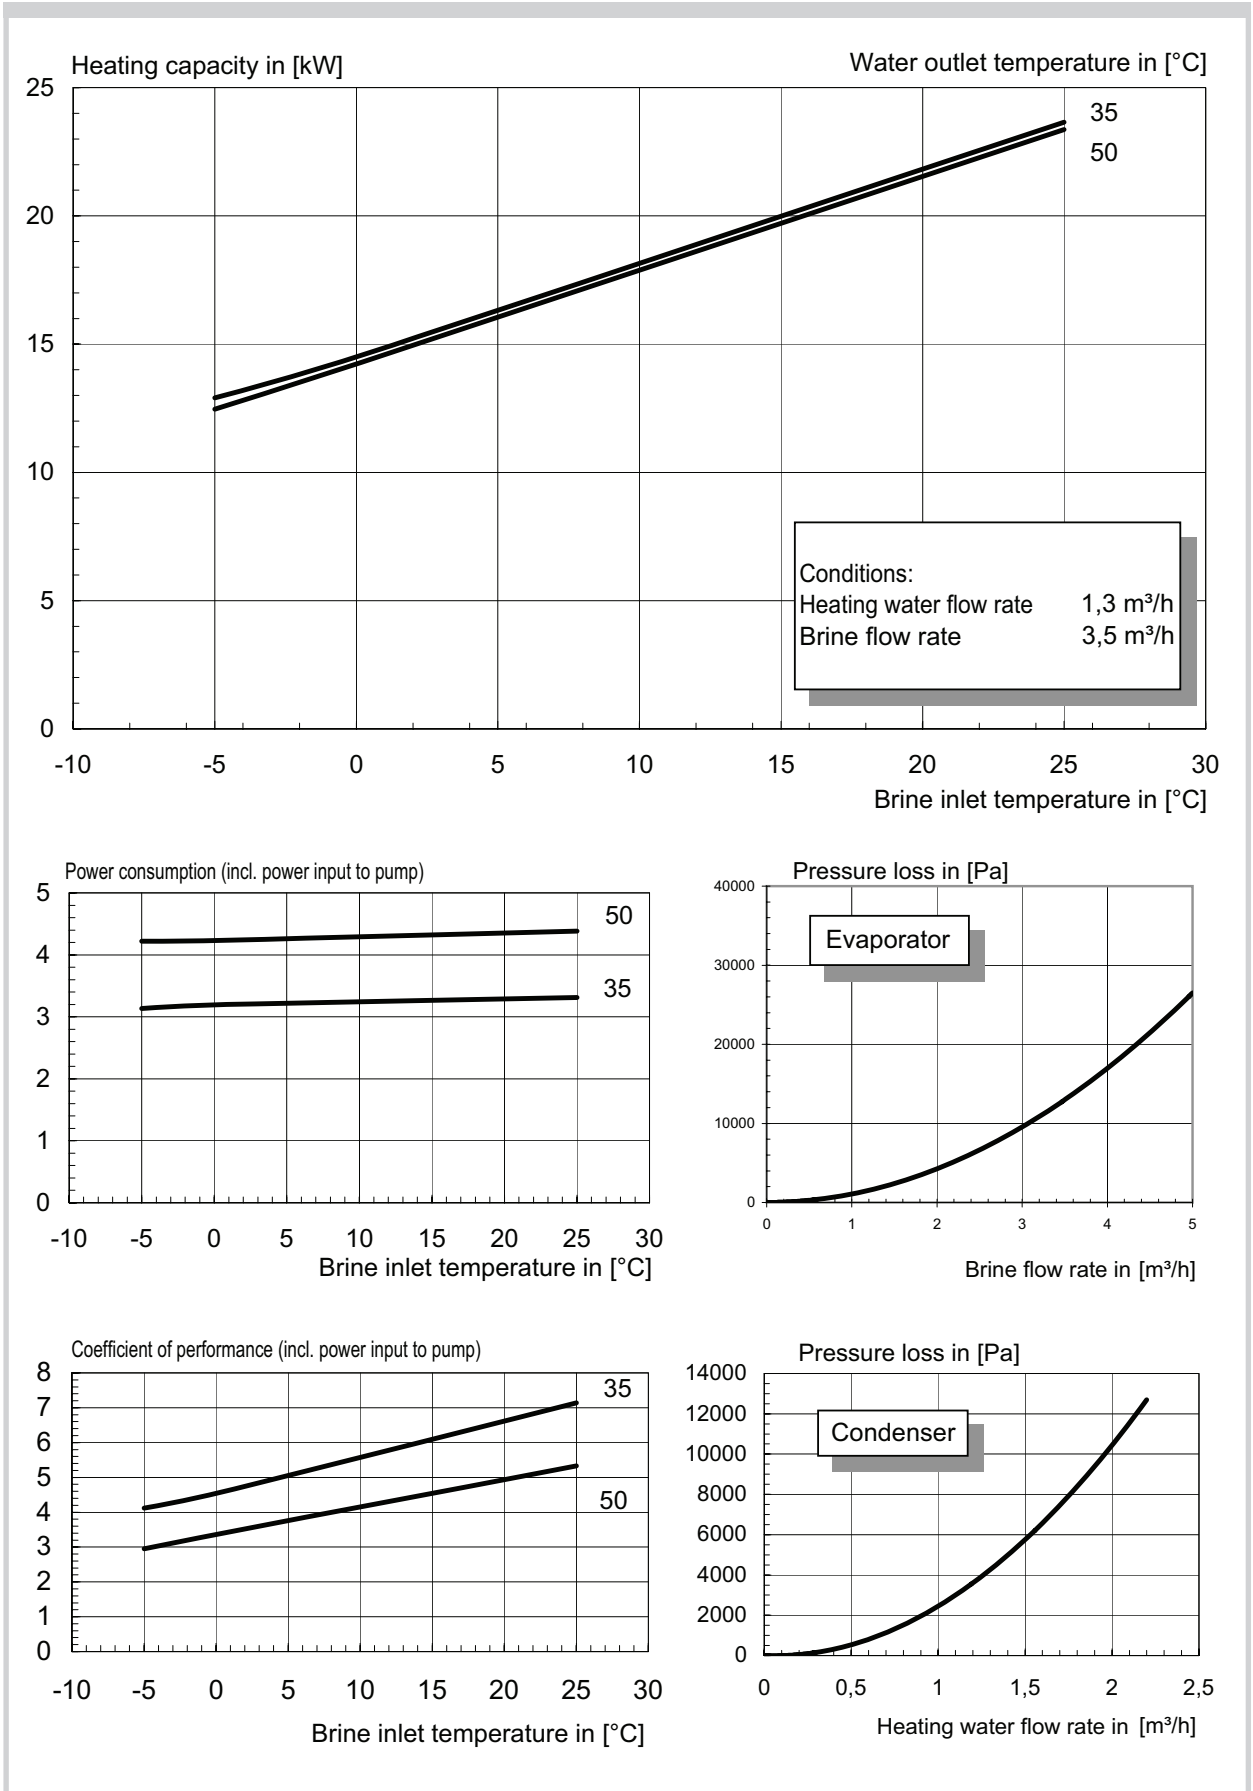 Heating capacity in [kW]
Water outlet temperature in [°C]
25
35
50
20
15
10
Conditions:
Heating water flow rate 1,3 m³/h
Brine flow rate 3,5 m³/h
5
0
-10 -5 0 5 10 15 20 25 30
Brine inlet temperature in [°C]
Power consumption (incl. power input to pump)
5
50
4
35
3
2
1
0
-10 -5 0 5 10 15 20 25 30
Brine inlet temperature in [°C]
Pressure loss in [Pa]
40000
Evaporator
30000
20000
10000
0
0 1 2 3 4 5
Brine flow rate in [m³/h]
Coefficient of performance (incl. power input to pump)
8
35
7
6
5
50
4
3
2
1
0
-10 -5 0 5 10 15 20 25 30
Brine inlet temperature in [°C]
Pressure loss in [Pa]
14000
12000
Condenser
10000
8000
6000
4000
2000
0
0 0,5 1 1,5 2 2,5
Heating water flow rate in [m³/h]